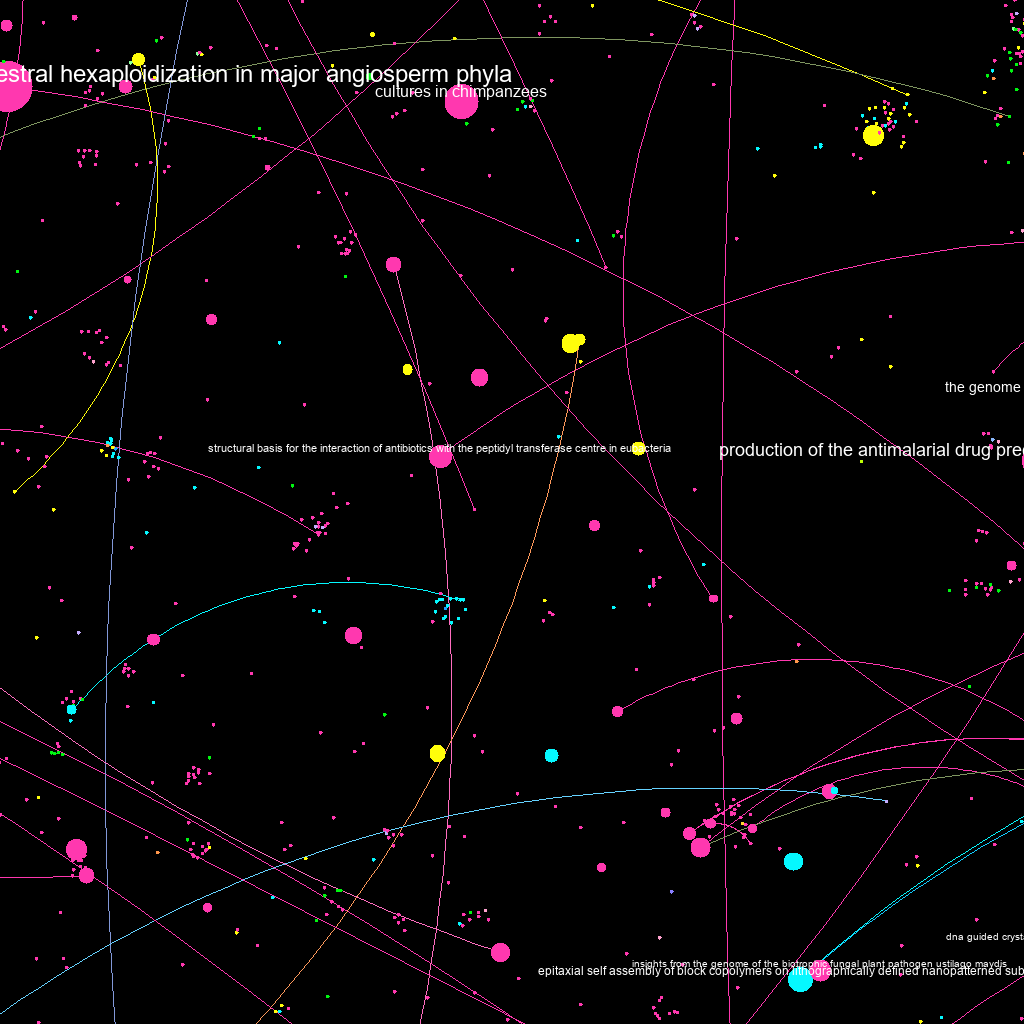 estral hexaploidization in major angiosperm phyla
cultures in chimpanzees
the genome
structural basis for the interaction of antibiotics with the peptidyl transferase centre in eubacteria
production of the antimalarial drug pre
dna guided cryst
insights from the genome of the biotrophic fungal plant pathogen ustilago maydis
epitaxial self assembly of block copolymers on lithographically defined nanopatterned sub